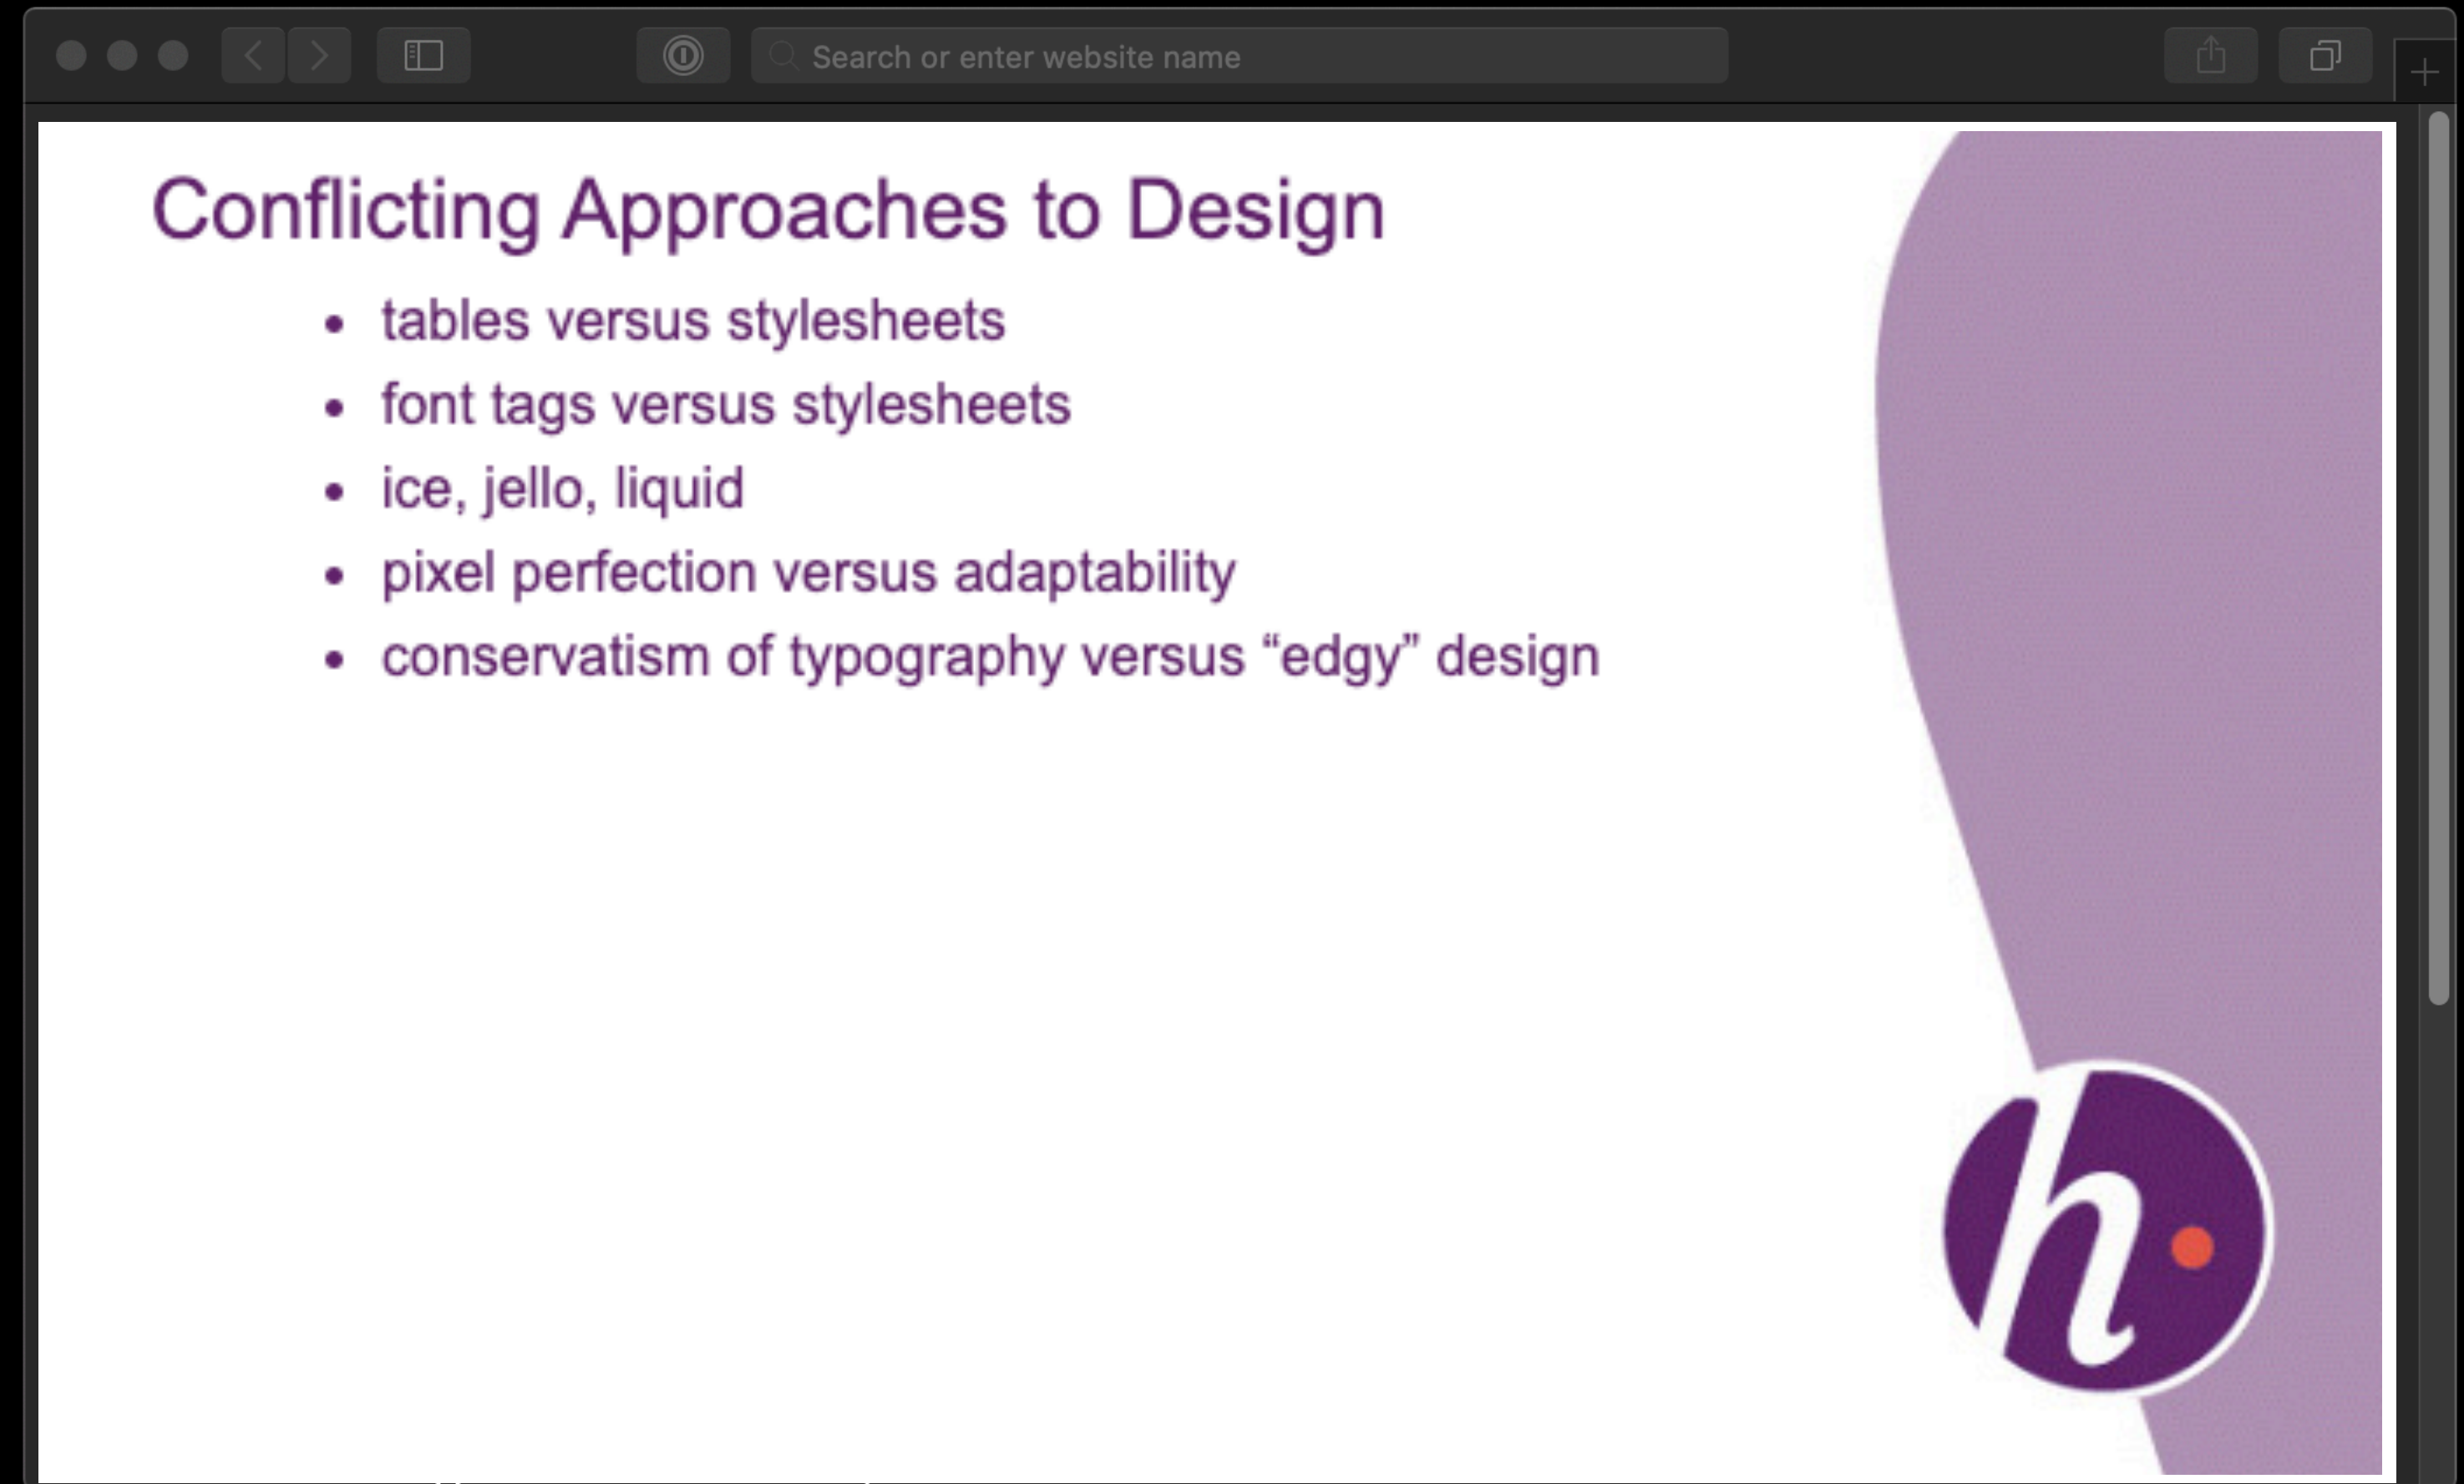 Search or enter website name
Conflicting Approaches to Design
• tables versus stylesheets
• font tags versus stylesheets
• ice, jello, liquid
• pixel perfection versus adaptability
• conservatism of typography versus “edgy” design
h